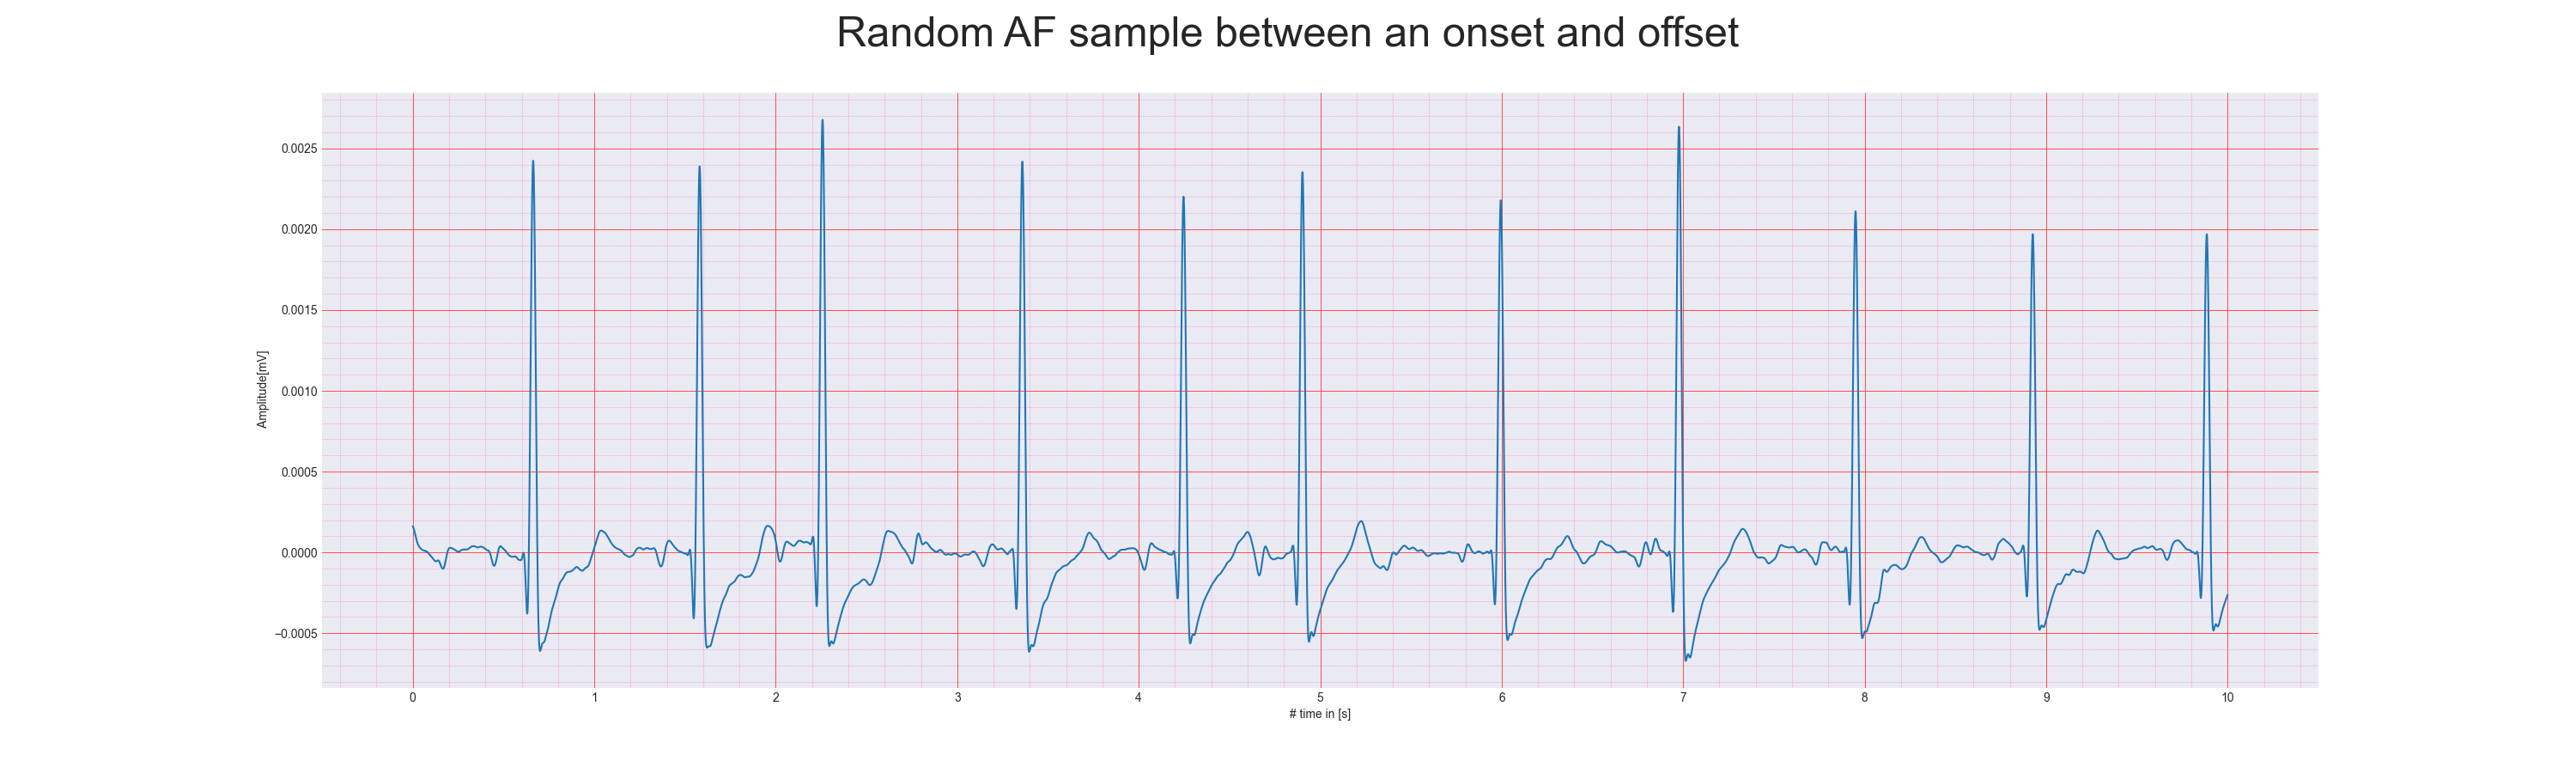 Random AF sample between an onset and offset
0.0025
0.0020
0.0015
0.0010
0.0005
0.0000
−0.0005
Amplitude[mV]
0 1 2 3 4 5 6 7 8 9 10
# time in [s]